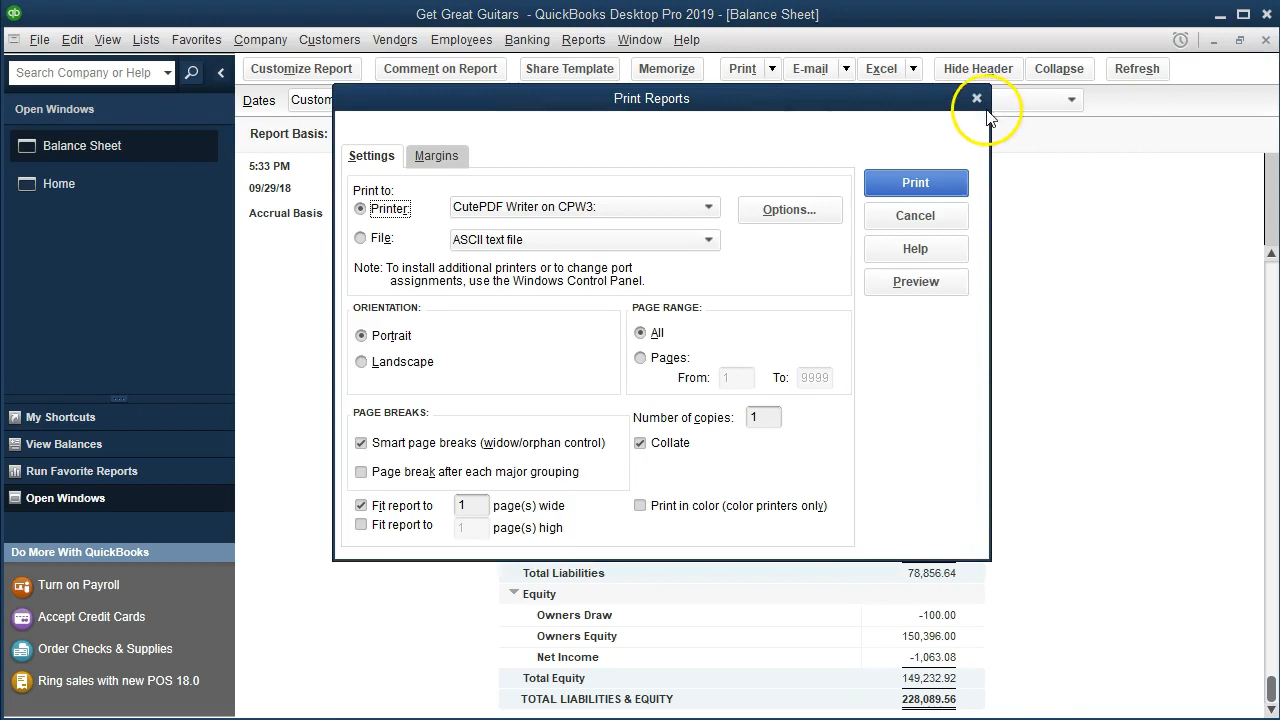 Get Great Guitars - QuickBooks Desktop Pro 2019 - [Balance Sheet]
File Edit View Lists Favorites Company Customers Vendors Employees Banking Reports Window Help
Search Company or Help
Customize Report Comment on Report Share Template Memorize Print E-mail Excel Hide Header Collapse Refresh
Open Windows
Dates Custom
Print Reports
Report Basis:
Balance Sheet
Home
5:33 PM
09/29/18
Accrual Basis
Settings Margins
Print to:
Printer: CutePDF Writer on CPW3: Options...
File: ASCII text file
Note: To install additional printers or to change port
assignments, use the Windows Control Panel.
Print
Cancel
Help
Preview
ORIENTATION:
Portrait
Landscape
PAGE RANGE:
All
Pages:
From: 1 To: 9999
PAGE BREAKS:
Smart page breaks (widow/orphan control)
Page break after each major grouping
Number of copies: 1
Collate
Fit report to 1 page(s) wide
Fit report to 1 page(s) high
Print in color (color printers only)
My Shortcuts
View Balances
Run Favorite Reports
Open Windows
Do More With QuickBooks
Turn on Payroll
Accept Credit Cards
Order Checks & Supplies
Ring sales with new POS 18.0
Total Liabilities 78,856.64
Equity
Owners Draw -100.00
Owners Equity 150,396.00
Net Income -1,063.08
Total Equity 149,232.92
TOTAL LIABILITIES & EQUITY 228,089.56